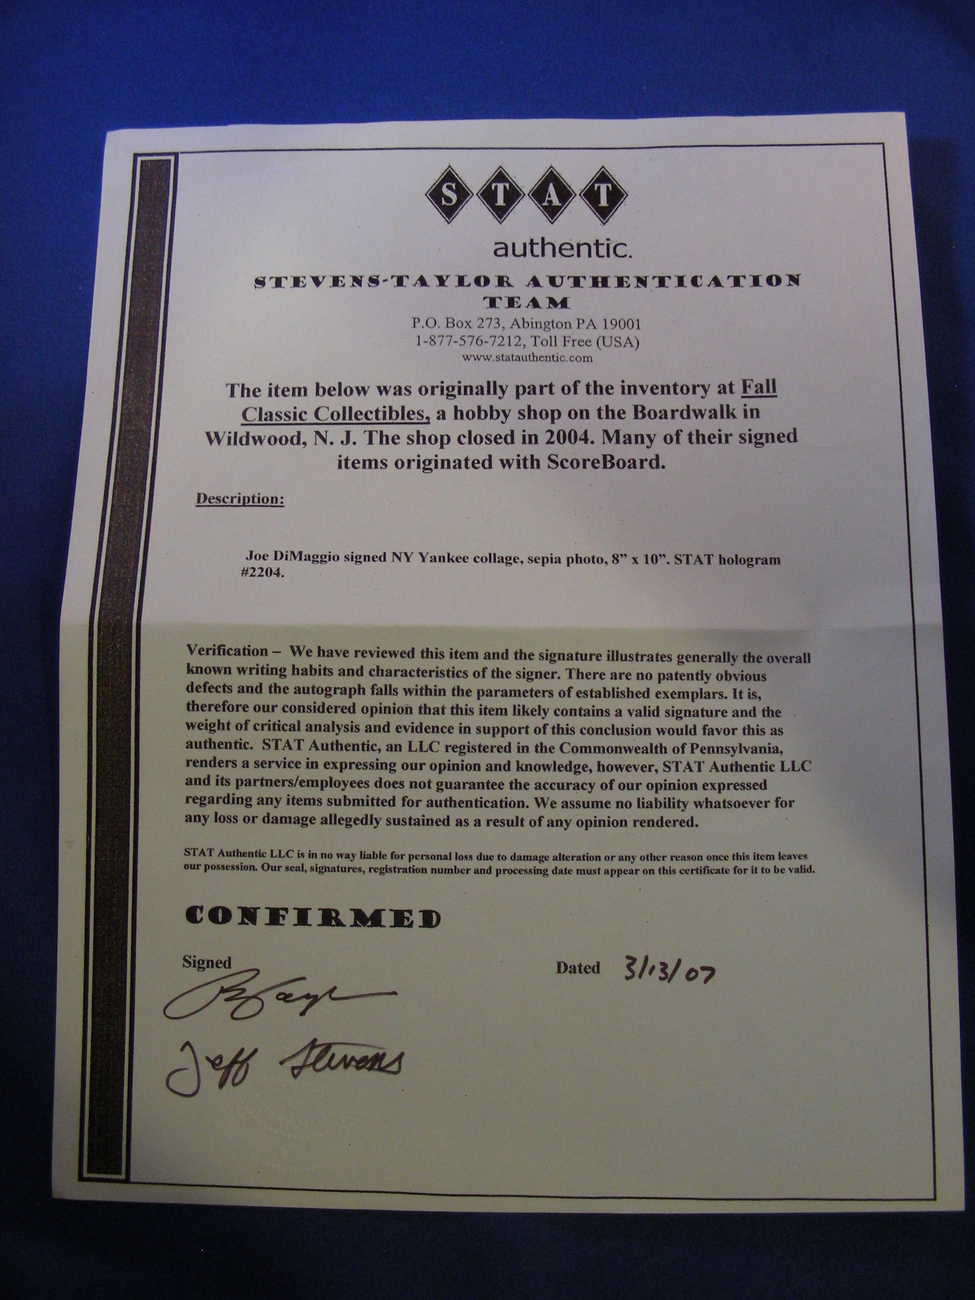 STAT
authentic.
STEVENS-TAYLOR AUTHENTICATION
TEAM
P.O. Box 273, Abington PA 19001
1-877-576-7212, Toll Free (USA)
www.statauthentic.com
The item below was originally part of the inventory at Fall
Classic Collectibles, a hobby shop on the Boardwalk in
Wildwood, N. J. The shop closed in 2004. Many of their signed
items originated with ScoreBoard.
Description:
Joe DiMaggio signed NY Yankee collage, sepia photo, 8” x 10”. STAT hologram
#2204.
Verification – We have reviewed this item and the signature illustrates generally the overall
known writing habits and characteristics of the signer. There are no patently obvious
defects and the autograph falls within the parameters of established exemplars. It is,
therefore our considered opinion that this item likely contains a valid signature and the
weight of critical analysis and evidence in support of this conclusion would favor this as
authentic. STAT Authentic, an LLC registered in the Commonwealth of Pennsylvania,
renders a service in expressing our opinion and knowledge, however, STAT Authentic LLC
and its partners/employees does not guarantee the accuracy of our opinion expressed
regarding any items submitted for authentication. We assume no liability whatsoever for
any loss or damage allegedly sustained as a result of any opinion rendered.
STAT Authentic LLC is in no way liable for personal loss due to damage alteration or any other reason once this item leaves
our possession. Our seal, signatures, registration number and processing date must appear on this certificate for it to be valid.
CONFIRMED
Signed
Dated 3/13/07
Jeff Stevens